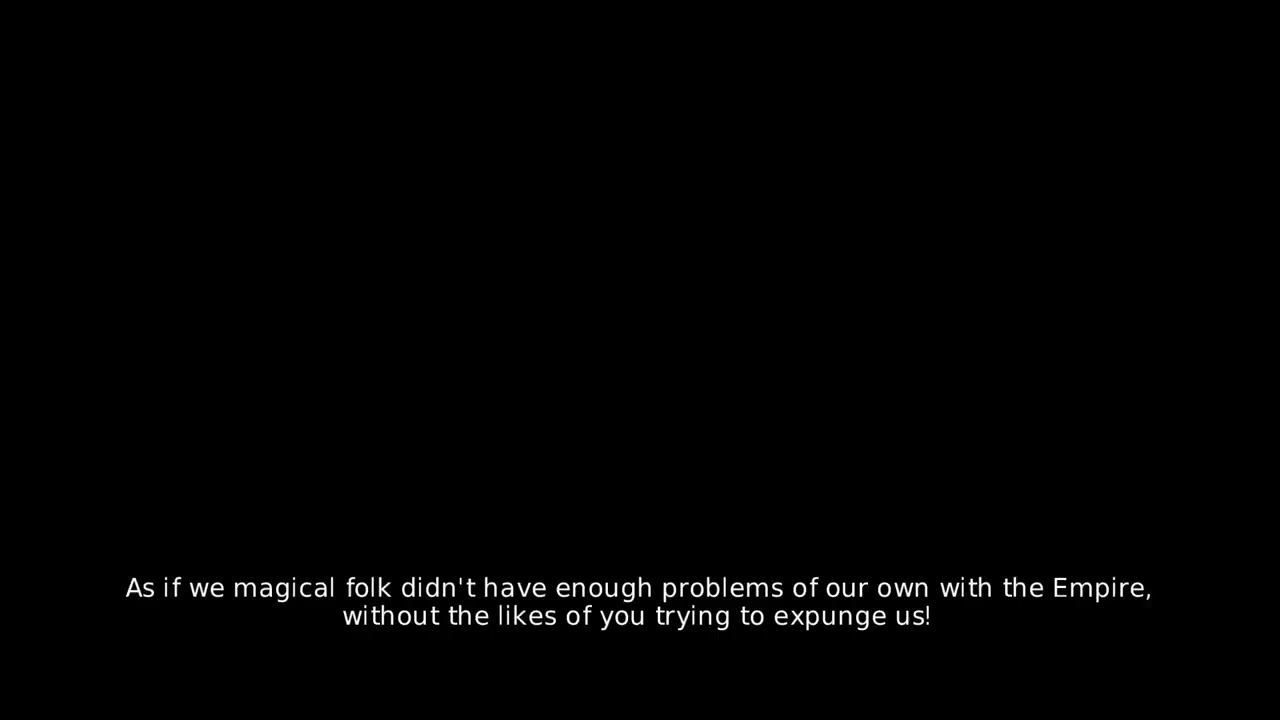 As if we magical folk didn't have enough problems of our own with the Empire,
without the likes of you trying to expunge us!